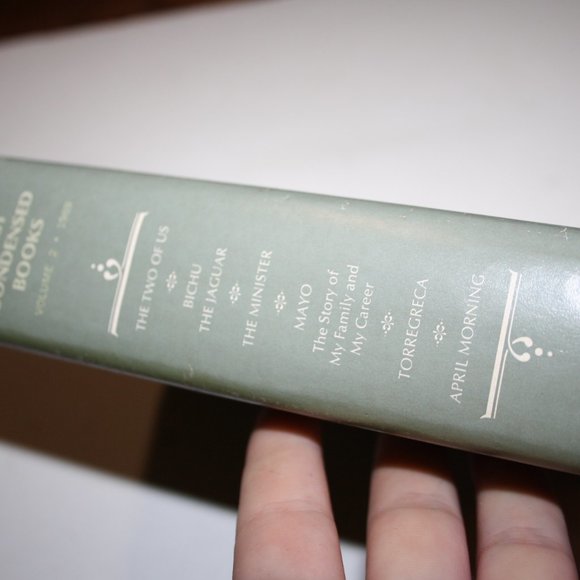 CONDENSED
BOOKS
VOLUME 2 •
THE TWO OF US
BICHU
THE JAGUAR
THE MINISTER
MAYO
The Story of
My Family and
My Career
TORREGRECA
APRIL MORNING